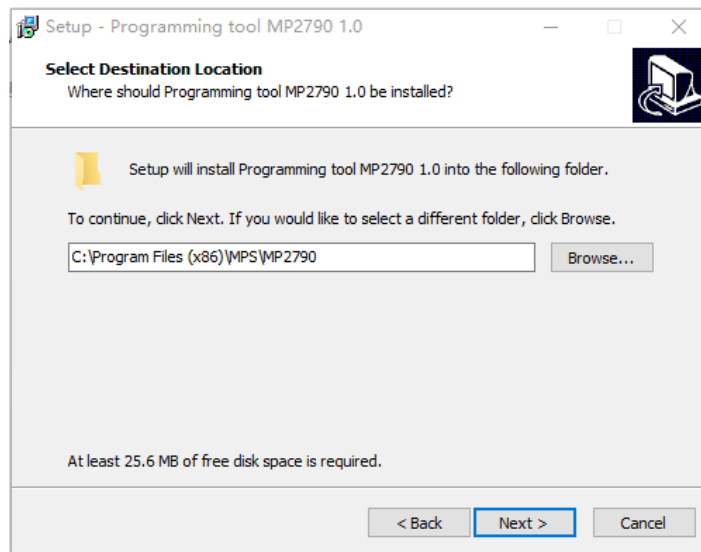 Setup - Programming tool MP2790 1.0
Select Destination Location
Where should Programming tool MP2790 1.0 be installed?
Setup will install Programming tool MP2790 1.0 into the following folder.
To continue, click Next. If you would like to select a different folder, click Browse.
C:\Program Files (x86)\MPS\MP2790
Browse...
At least 25.6 MB of free disk space is required.
< Back
Next >
Cancel